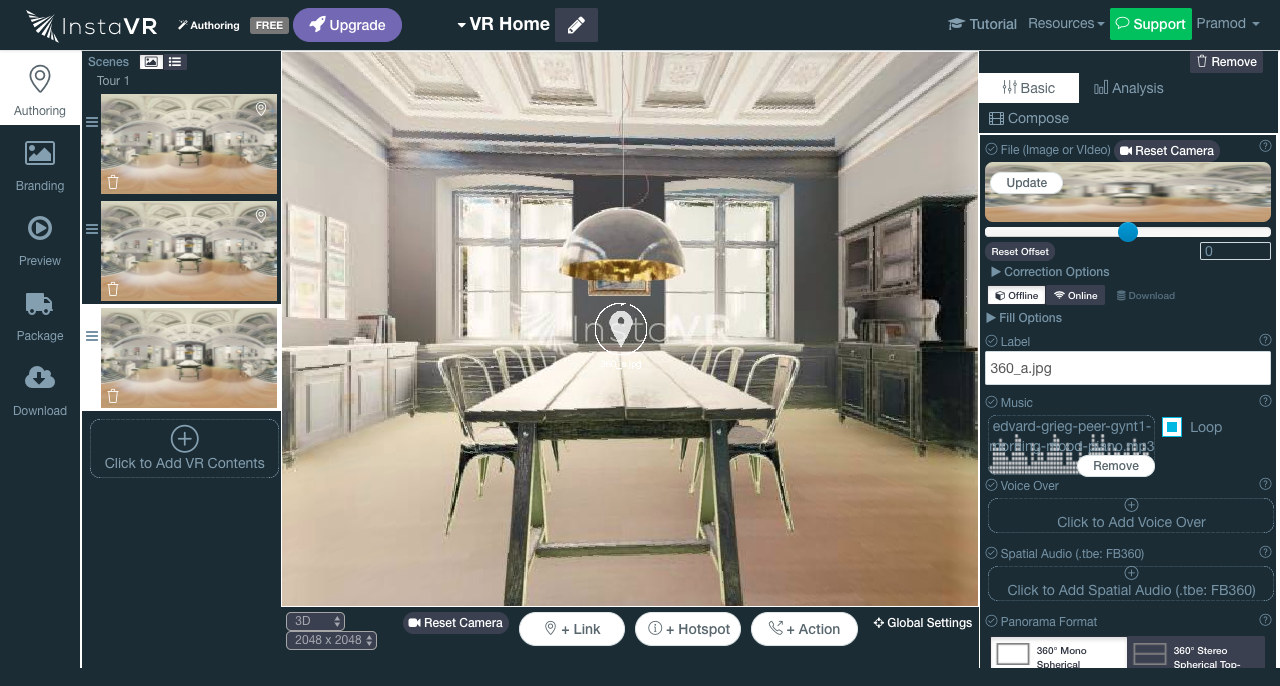 InstaVR
Authoring
FREE
Upgrade
VR Home
Tutorial
Resources
Support
Pramod
Authoring
Branding
Preview
Package
Download
Scenes
Tour 1
Click to Add VR Contents
InstaVR
3D
2048 x 2048
Reset Camera
+ Link
+ Hotspot
+ Action
Global Settings
Remove
Basic
Analysis
Compose
File (Image or VIdeo)
Reset Camera
Update
Reset Offset
0
Correction Options
Offline
Online
Download
Fill Options
Label
360_a.jpg
Music
edvard-grieg-peer-gynt1-
morning-mood-piano.mp3
Loop
Remove
Voice Over
Click to Add Voice Over
Spatial Audio (.tbe: FB360)
Click to Add Spatial Audio (.tbe: FB360)
Panorama Format
360° Mono
Spherical
360° Stereo
Spherical Top-